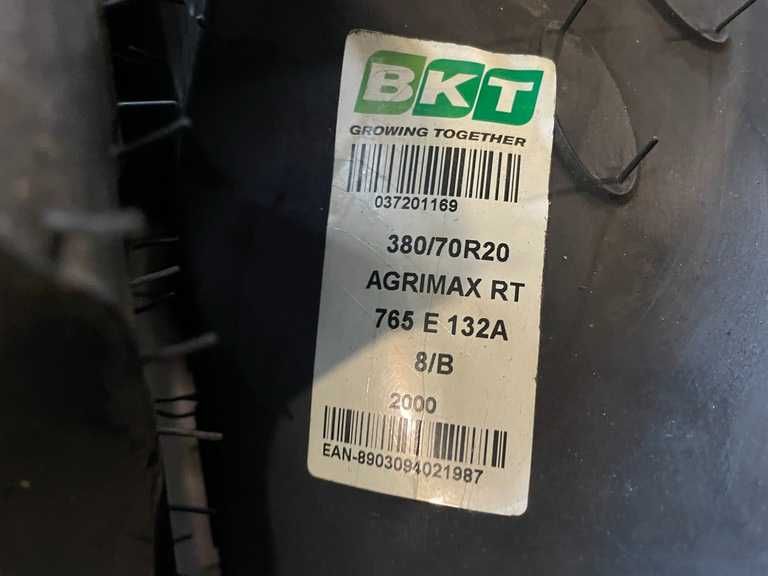 BKT
GROWING TOGETHER
037201169
380/70R20
AGRIMAX RT
765 E 132A
8/B
2000
EAN-8903094021987